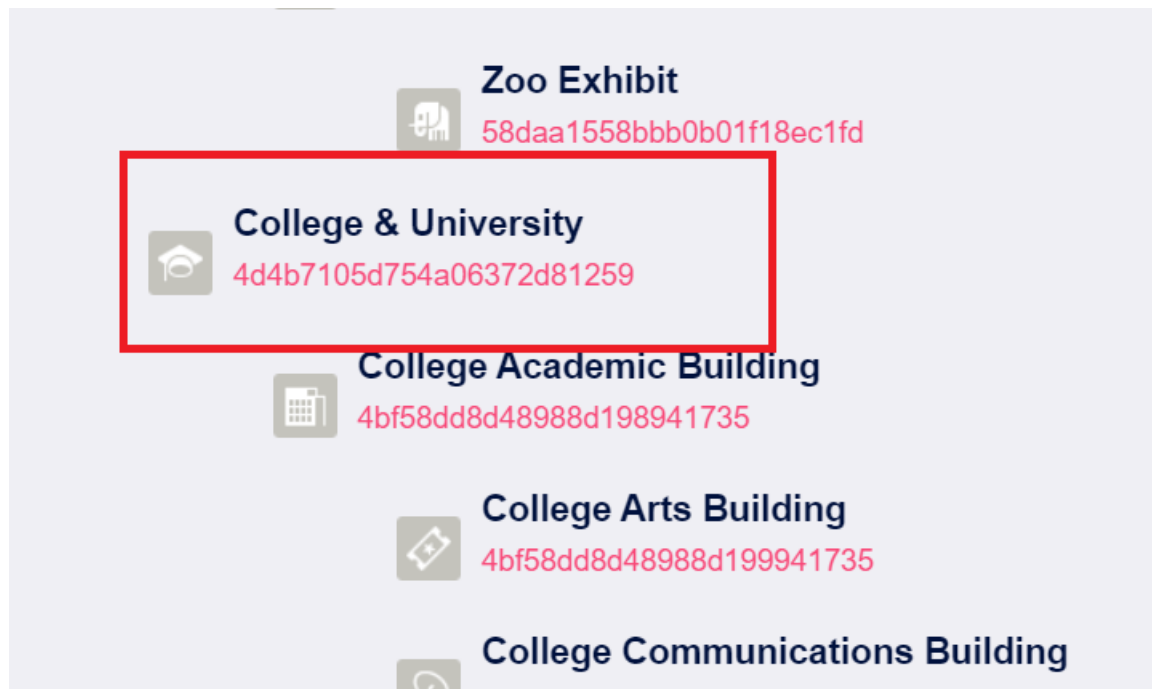 Zoo Exhibit
58daa1558bbb0b01f18ec1fd
College & University
4d4b7105d754a06372d81259
College Academic Building
4bf58dd8d48988d198941735
College Arts Building
4bf58dd8d48988d199941735
College Communications Building